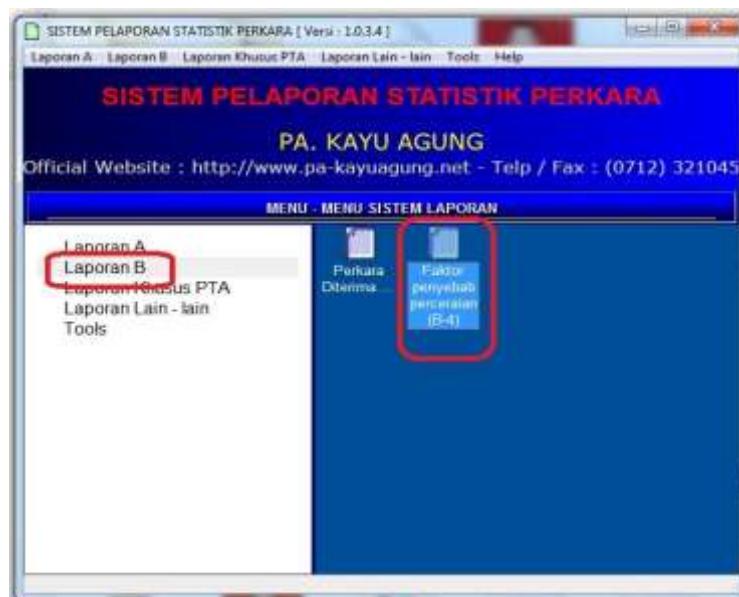 SISTEM PELAPORAN STATISTIK PERKARA [ Versi : 1.0.3.4 ]
Laporan A Laporan B Laporan Khusus PTA Laporan Lain - lain Tools Help
SISTEM PELAPORAN STATISTIK PERKARA
PA. KAYU AGUNG
Official Website : http://www.pa-kayuagung.net - Telp / Fax : (0712) 321045
MENU - MENU SISTEM LAPORAN
Laporan A
Laporan B
Laporan Khusus PTA
Laporan Lain - lain
Tools
Perkara
Diterima ...
Faktor
penyebab
perceraian
(B-4)